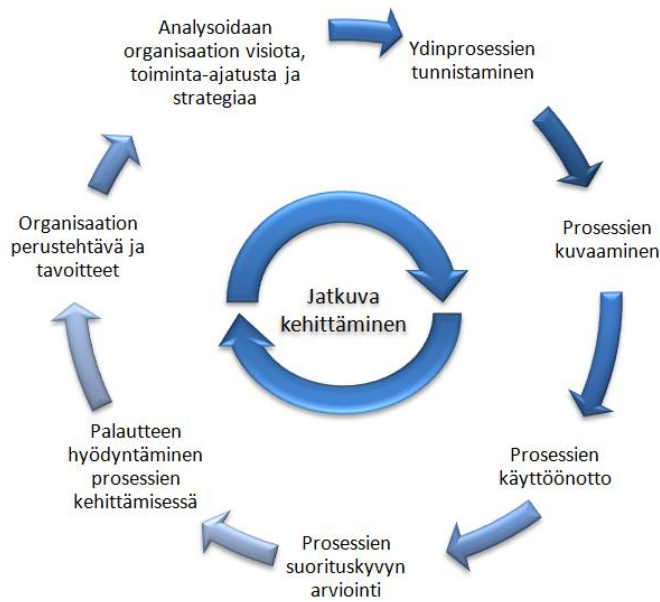 Analysoidaan
organisaation visiota,
toiminta-ajatusta ja
strategiaa
Ydinprosessien
tunnistaminen
Prosessien
kuvaaminen
Prosessien
käyttöönotto
Prosessien
suorituskyvyn
arviointi
Palautteen
hyödyntäminen
prosessien
kehittämisessä
Organisaation
perustehtävä ja
tavoitteet
Jatkuva
kehittäminen